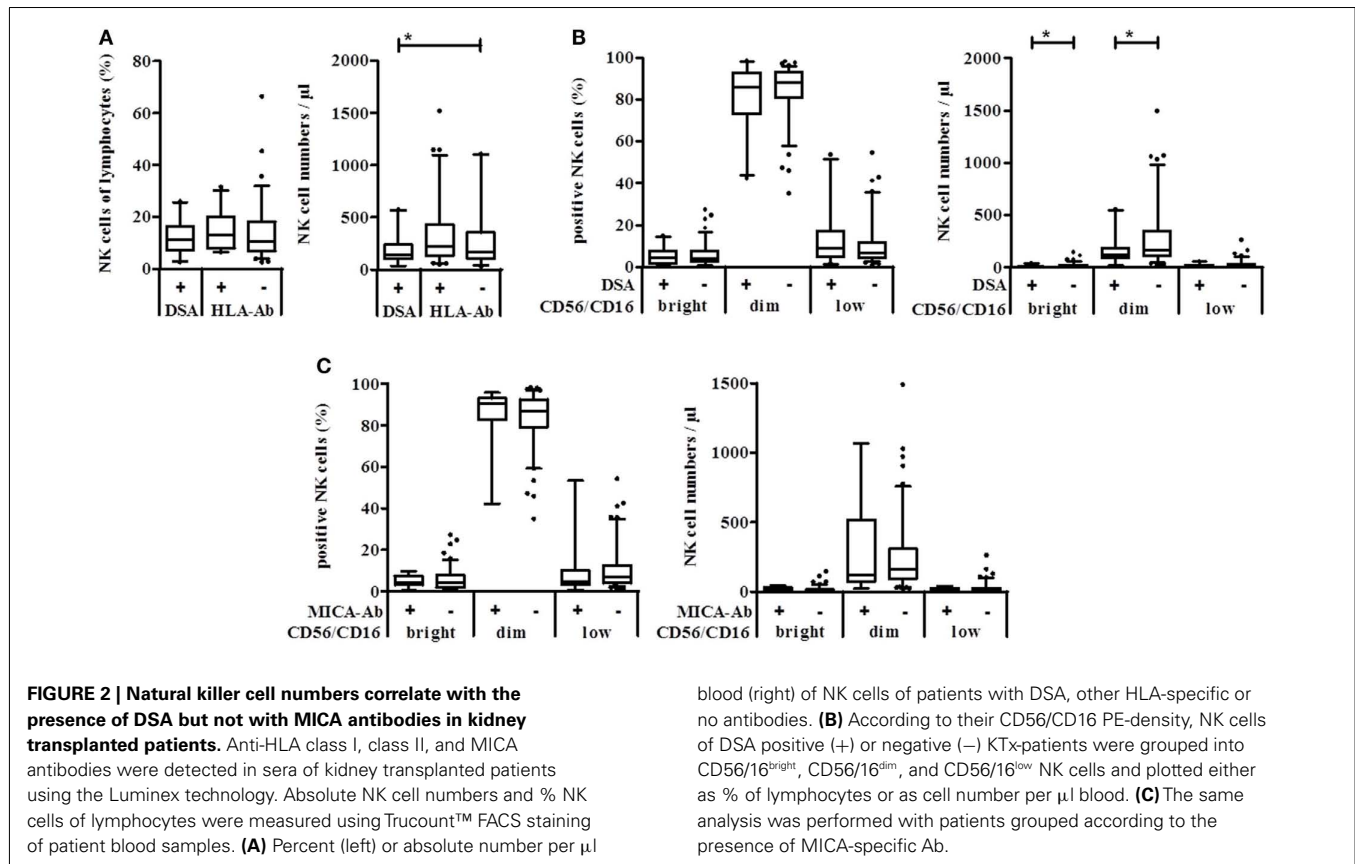 A
NK cells of lymphocytes (%)
80
60
40
20
0
+ + -
DSA HLA-Ab
*
NK cell numbers / µl
2000
1500
1000
500
0
+ + -
DSA HLA-Ab
B
positive NK cells (%)
100
80
60
40
20
0
DSA + - + - + -
CD56/CD16 bright dim low
* *
NK cell numbers / µl
2000
1500
1000
500
0
DSA + - + - + -
CD56/CD16 bright dim low
C
positive NK cells (%)
100
80
60
40
20
0
MICA-Ab + - + - + -
CD56/CD16 bright dim low
NK cell numbers / µl
1500
1000
500
0
MICA-Ab + - + - + -
CD56/CD16 bright dim low
FIGURE 2 | Natural killer cell numbers correlate with the
presence of DSA but not with MICA antibodies in kidney
transplanted patients. Anti-HLA class I, class II, and MICA
antibodies were detected in sera of kidney transplanted patients
using the Luminex technology. Absolute NK cell numbers and % NK
cells of lymphocytes were measured using Trucount™ FACS staining
of patient blood samples. (A) Percent (left) or absolute number per µl
blood (right) of NK cells of patients with DSA, other HLA-specific or
no antibodies. (B) According to their CD56/CD16 PE-density, NK cells
of DSA positive (+) or negative (−) KTx-patients were grouped into
CD56/16bright, CD56/16dim, and CD56/16low NK cells and plotted either
as % of lymphocytes or as cell number per µl blood. (C) The same
analysis was performed with patients grouped according to the
presence of MICA-specific Ab.